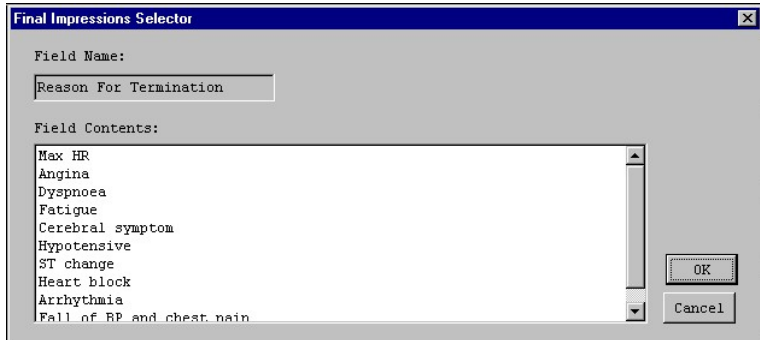 Final Impressions Selector
Field Name:
Reason For Termination
Field Contents:
Max HR
Angina
Dyspnoea
Fatigue
Cerebral symptom
Hypotensive
ST change
Heart block
Arrhythmia
Fall of BP and chest pain
OK
Cancel